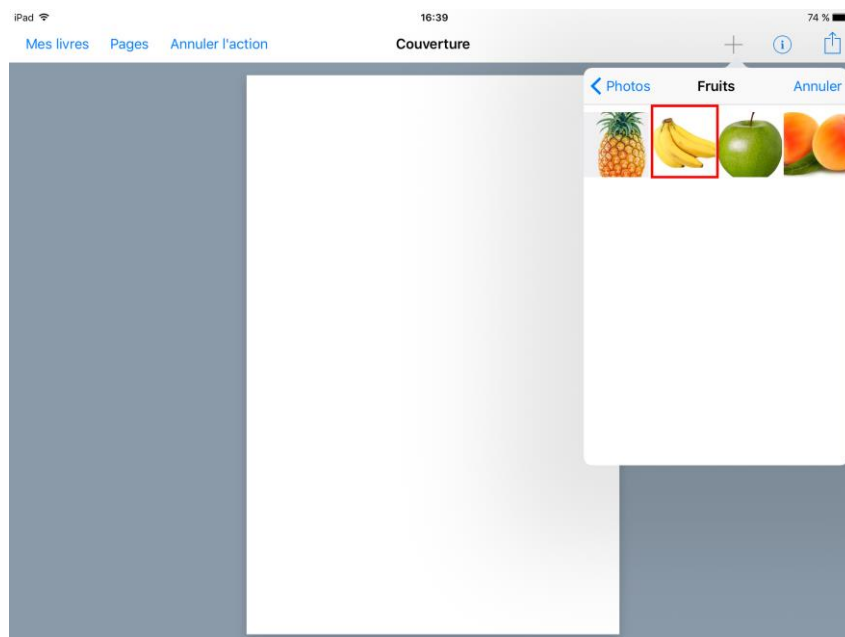 iPad 16:39 74 %
Mes livres Pages Annuler l'action Couverture
Photos Fruits Annuler